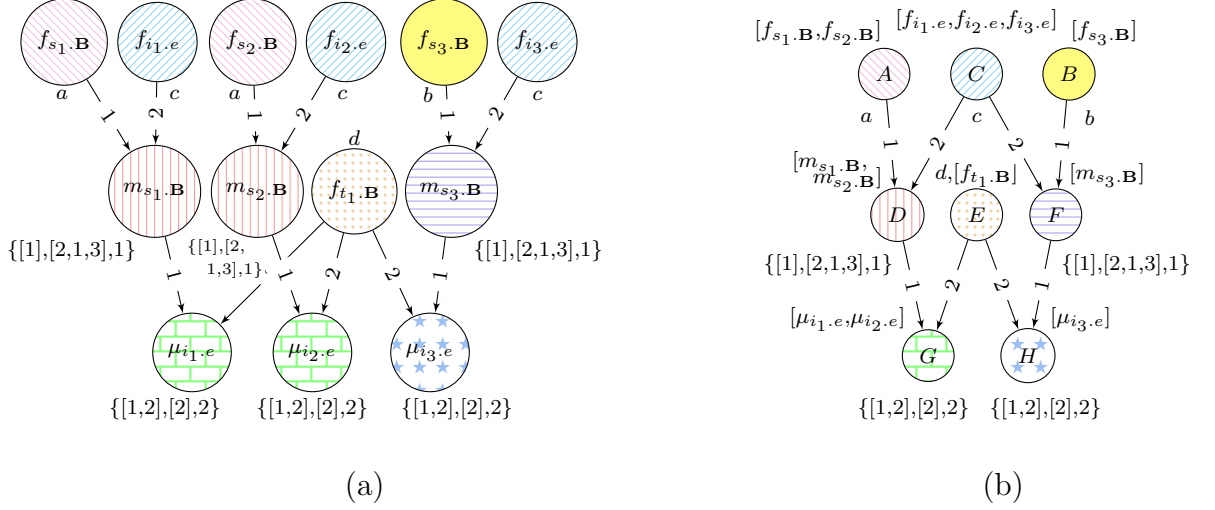 f_{s_1}.B f_{i_1}.e f_{s_2}.B f_{i_2}.e f_{s_3}.B f_{i_3}.e
a c a c b c
1 2 1 2 1 2
d
m_{s_1}.B m_{s_2}.B f_{t_1}.B m_{s_3}.B
{[1],[2,1,3],1} {[1],[2, {[1],[2,1,3],1}
1,3],1}
1 1 2 2 1
μ_{i_1}.e μ_{i_2}.e μ_{i_3}.e
{[1,2],[2],2} {[1,2],[2],2} {[1,2],[2],2}
(a)
[f_{s_1}.B,f_{s_2}.B] [f_{i_1}.e,f_{i_2}.e,f_{i_3}.e] [f_{s_3}.B]
A C B
a c b
1 2 2 1
[m_{s_1}.B,
m_{s_2}.B] d,[f_{t_1}.B] [m_{s_3}.B]
D E F
{[1],[2,1,3],1} {[1],[2,1,3],1}
1 2 2 1
[μ_{i_1}.e,μ_{i_2}.e] [μ_{i_3}.e]
G H
{[1,2],[2],2} {[1,2],[2],2}
(b)